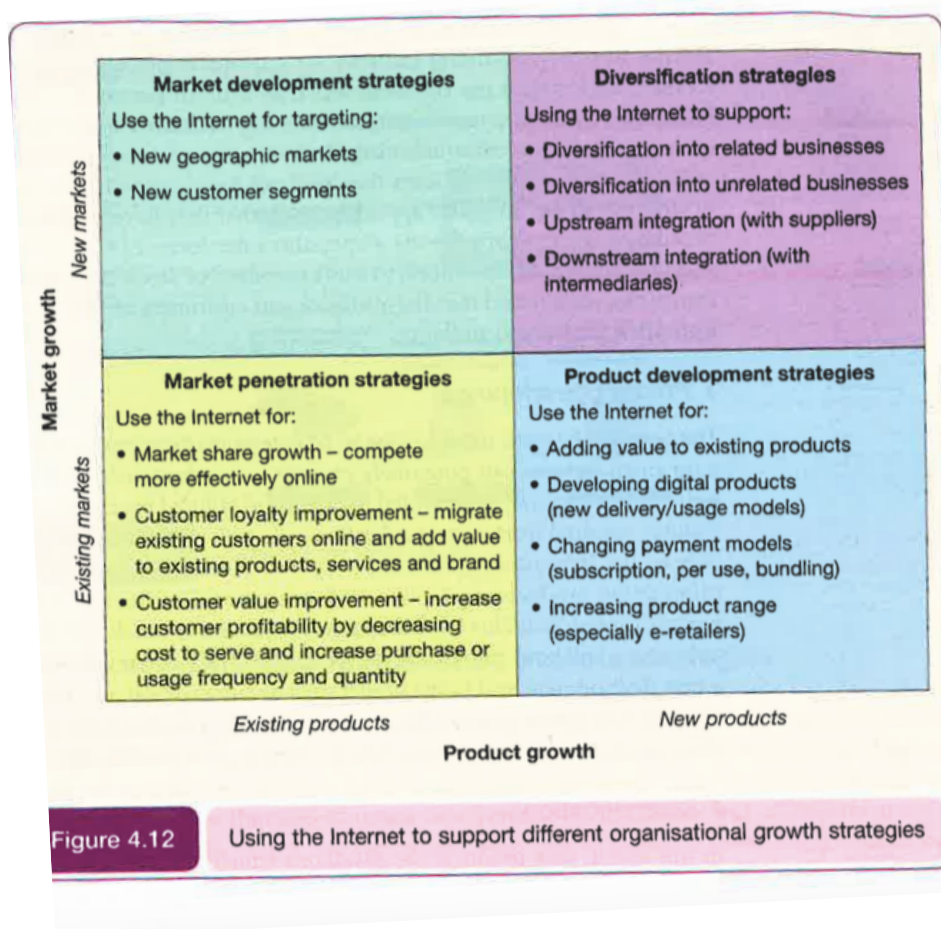 Market development strategies
Use the Internet for targeting:
• New geographic markets
• New customer segments
Diversification strategies
Using the Internet to support:
• Diversification into related businesses
• Diversification into unrelated businesses
• Upstream integration (with suppliers)
• Downstream integration (with
intermediaries)
New markets
Market growth
Market penetration strategies
Use the Internet for:
• Market share growth – compete
more effectively online
• Customer loyalty improvement – migrate
existing customers online and add value
to existing products, services and brand
• Customer value improvement – increase
customer profitability by decreasing
cost to serve and increase purchase or
usage frequency and quantity
Product development strategies
Use the Internet for:
• Adding value to existing products
• Developing digital products
(new delivery/usage models)
• Changing payment models
(subscription, per use, bundling)
• Increasing product range
(especially e-retailers)
Existing markets
Existing products
New products
Product growth
Figure 4.12
Using the Internet to support different organisational growth strategies